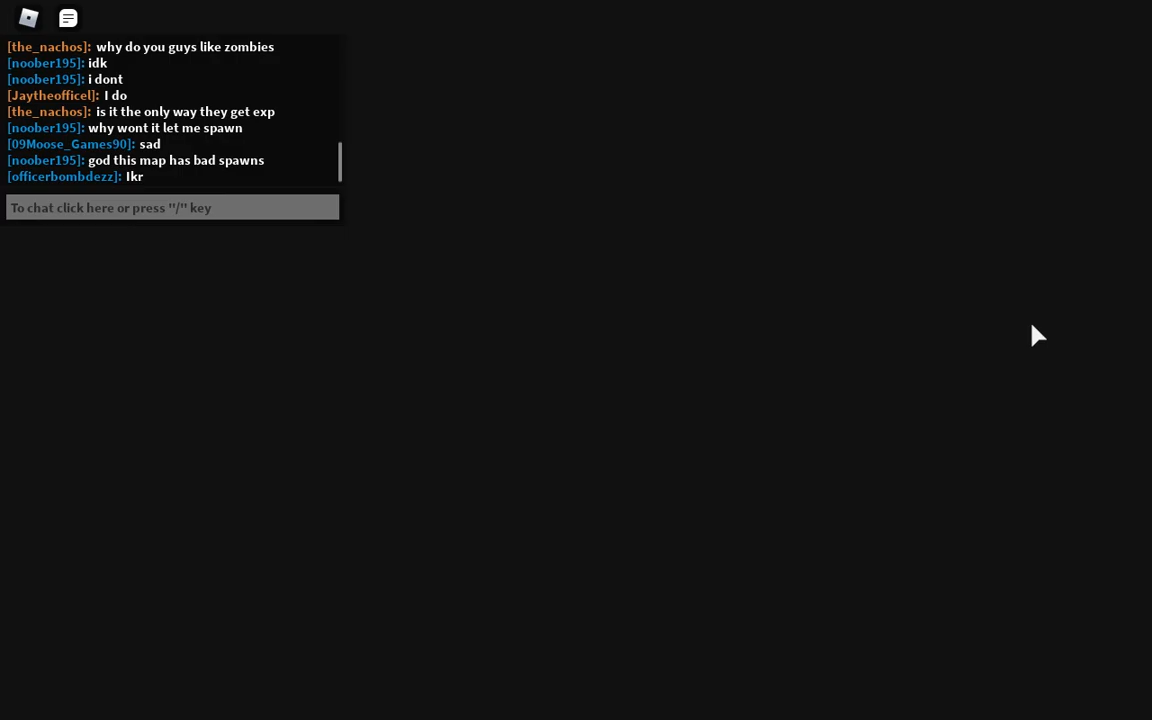 [the_nachos]: why do you guys like zombies
[noober195]: idk
[noober195]: i dont
[Jaytheofficel]: I do
[the_nachos]: is it the only way they get exp
[noober195]: why wont it let me spawn
[09Moose_Games90]: sad
[noober195]: god this map has bad spawns
[officerbombdezz]: Ikr
To chat click here or press "/" key